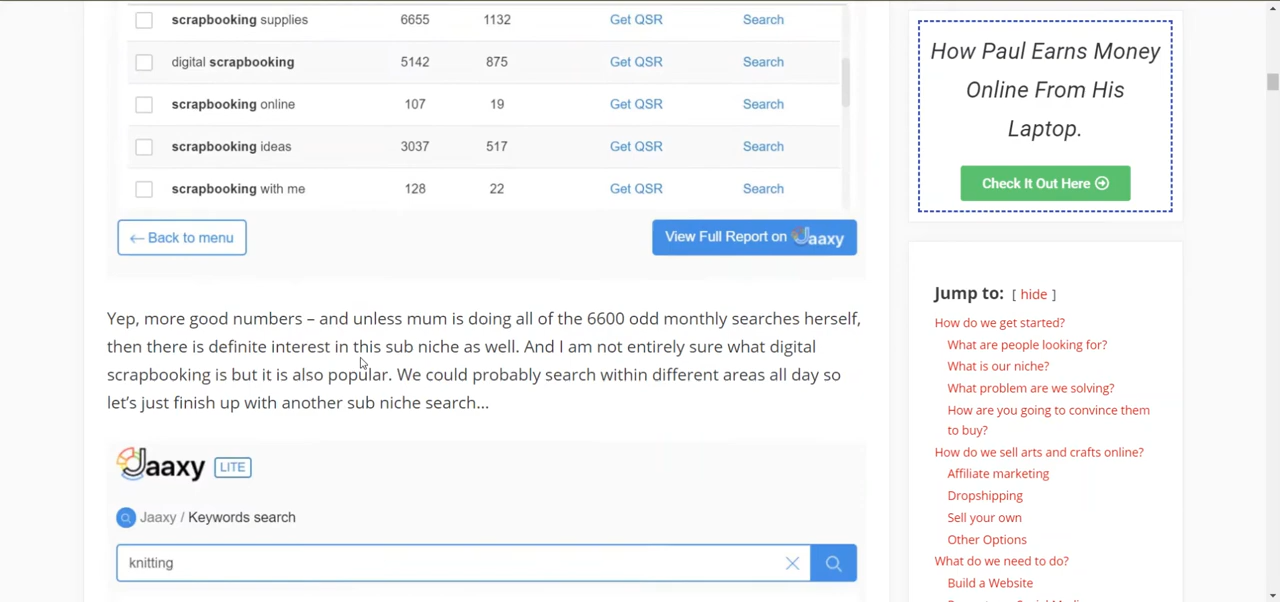 scrapbooking supplies 6655 1132 Get QSR Search
digital scrapbooking 5142 875 Get QSR Search
scrapbooking online 107 19 Get QSR Search
scrapbooking ideas 3037 517 Get QSR Search
scrapbooking with me 128 22 Get QSR Search
← Back to menu
View Full Report on Jaaxy
Yep, more good numbers – and unless mum is doing all of the 6600 odd monthly searches herself,
then there is definite interest in this sub niche as well. And I am not entirely sure what digital
scrapbooking is but it is also popular. We could probably search within different areas all day so
let's just finish up with another sub niche search...
Jaaxy LITE
Jaaxy / Keywords search
knitting
How Paul Earns Money
Online From His
Laptop.
Check It Out Here
Jump to: [ hide ]
How do we get started?
What are people looking for?
What is our niche?
What problem are we solving?
How are you going to convince them
to buy?
How do we sell arts and crafts online?
Affiliate marketing
Dropshipping
Sell your own
Other Options
What do we need to do?
Build a Website